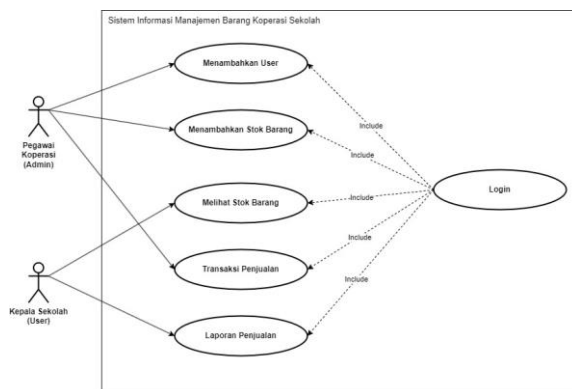 Sistem Informasi Manajemen Barang Koperasi Sekolah
Menambahkan User
Include
Menambahkan Stok Barang
Include
Pegawai
Koperasi
(Admin)
Melihat Stok Barang
Include
Login
Include
Transaksi Penjualan
Include
Kepala Sekolah
(User)
Laporan Penjualan